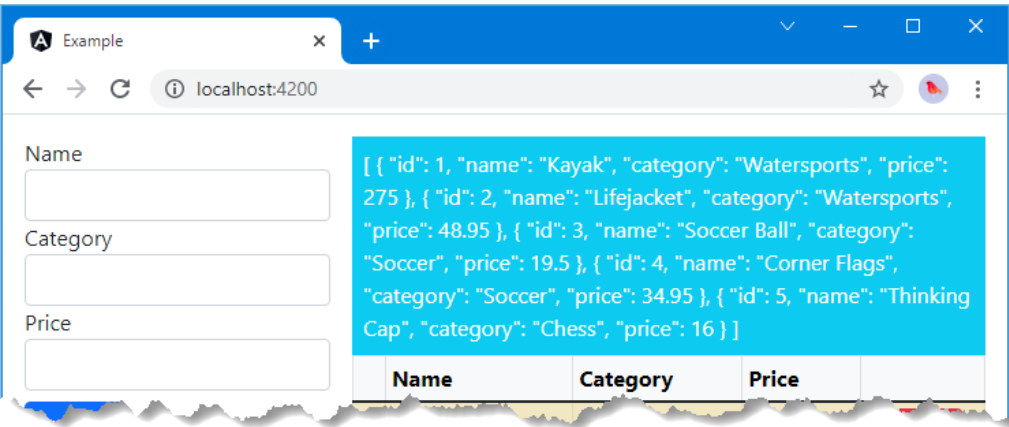 Example
localhost:4200
Name
Category
Price
[ { "id": 1, "name": "Kayak", "category": "Watersports", "price":
275 }, { "id": 2, "name": "Lifejacket", "category": "Watersports",
"price": 48.95 }, { "id": 3, "name": "Soccer Ball", "category":
"Soccer", "price": 19.5 }, { "id": 4, "name": "Corner Flags",
"category": "Soccer", "price": 34.95 }, { "id": 5, "name": "Thinking
Cap", "category": "Chess", "price": 16 } ]
Name Category Price